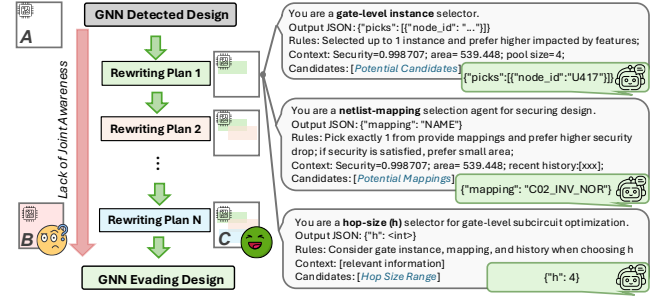 GNN Detected Design
A
Lack of Joint Awareness
Rewriting Plan 1
Rewriting Plan 2
Rewriting Plan N
B
C
GNN Evading Design
You are a gate-level instance selector.
Output JSON: {"picks": [{"node_id": "..."}]}
Rules: Selected up to 1 instance and prefer higher impacted by features;
Context: Security=0.998707; area= 539.448; pool size=4;
Candidates: [Potential Candidates]
{"picks":[{"node_id":"U417"}]}
You are a netlist-mapping selection agent for securing design.
Output JSON: {"mapping": "NAME"}
Rules: Pick exactly 1 from provide mappings and prefer higher security
drop; if security is satisfied, prefer small area;
Context: Security=0.998707; area= 539.448; recent history:[xxx];
Candidates: [Potential Mappings]
{"mapping": "C02_INV_NOR"}
You are a hop-size (h) selector for gate-level subcircuit optimization.
Output JSON: {"h": <int>}
Rules: Consider gate instance, mapping, and history when choosing h
Context: [relevant information]
Candidates: [Hop Size Range]
{"h": 4}